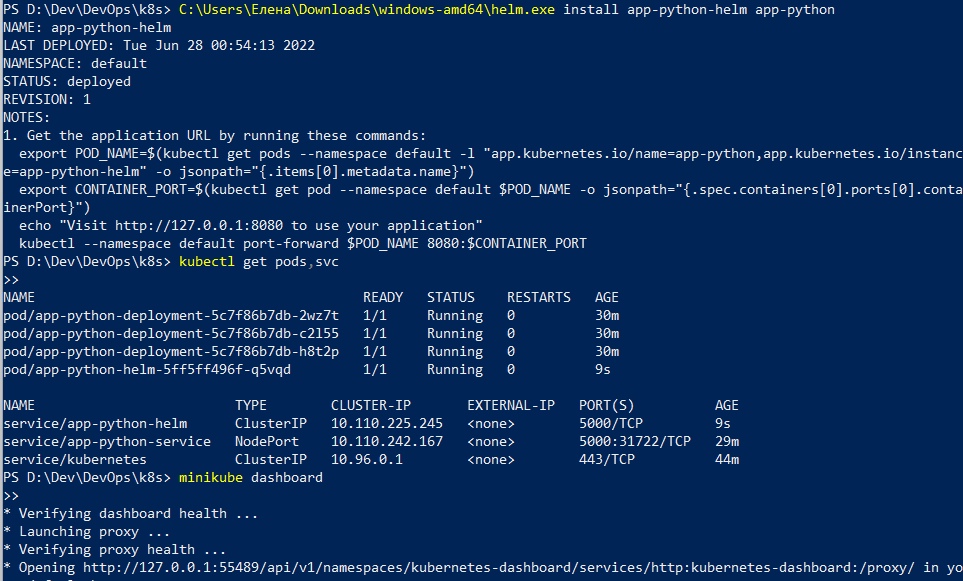 PS D:\Dev\DevOps\k8s> C:\Users\Елена\Downloads\windows-amd64\helm.exe install app-python-helm app-python
NAME: app-python-helm
LAST DEPLOYED: Tue Jun 28 00:54:13 2022
NAMESPACE: default
STATUS: deployed
REVISION: 1
NOTES:
1. Get the application URL by running these commands:
  export POD_NAME=$(kubectl get pods --namespace default -l "app.kubernetes.io/name=app-python,app.kubernetes.io/instanc
e=app-python-helm" -o jsonpath="{.items[0].metadata.name}")
  export CONTAINER_PORT=$(kubectl get pod --namespace default $POD_NAME -o jsonpath="{.spec.containers[0].ports[0].conta
inerPort}")
  echo "Visit http://127.0.0.1:8080 to use your application"
  kubectl --namespace default port-forward $POD_NAME 8080:$CONTAINER_PORT
PS D:\Dev\DevOps\k8s> kubectl get pods,svc
>>
NAME                                     READY   STATUS    RESTARTS   AGE
pod/app-python-deployment-5c7f86b7db-2wz7t   1/1     Running   0          30m
pod/app-python-deployment-5c7f86b7db-c2l55   1/1     Running   0          30m
pod/app-python-deployment-5c7f86b7db-h8t2p   1/1     Running   0          30m
pod/app-python-helm-5ff5ff496f-q5vqd         1/1     Running   0          9s
NAME                         TYPE        CLUSTER-IP       EXTERNAL-IP   PORT(S)          AGE
service/app-python-helm      ClusterIP   10.110.225.245   <none>        5000/TCP         9s
service/app-python-service   NodePort    10.110.242.167   <none>        5000:31722/TCP   29m
service/kubernetes           ClusterIP   10.96.0.1        <none>        443/TCP          44m
PS D:\Dev\DevOps\k8s> minikube dashboard
>>
* Verifying dashboard health ...
* Launching proxy ...
* Verifying proxy health ...
* Opening http://127.0.0.1:55489/api/v1/namespaces/kubernetes-dashboard/services/http:kubernetes-dashboard:/proxy/ in yo